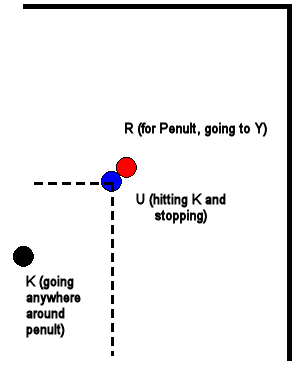 R (for Penult, going to Y)
U (hitting K and
stopping)
K (going
anywhere
around
penult)